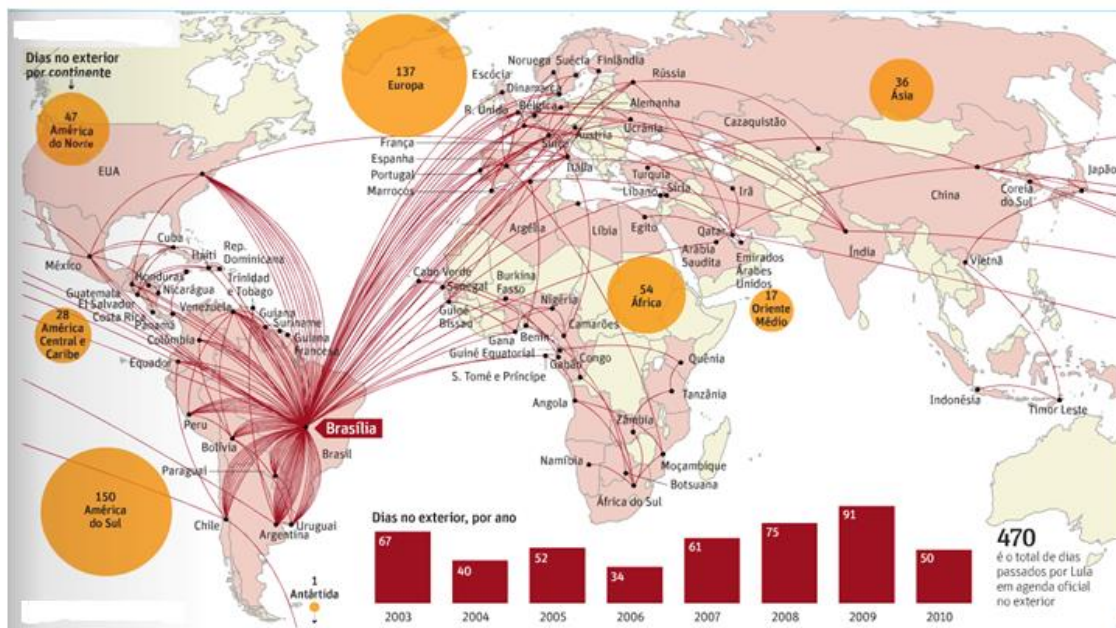 Dias no exterior
por continente
47
América
do Norte
137
Europa
36
Ásia
28
América
Central e
Caribe
54
África
17
Oriente
Médio
150
América
do Sul
1
Antártida
EUA
México
Cuba
Haiti
Rep.
Dominicana
Honduras
Trinidad
e Tobago
Guatemala
Nicarágua
El Salvador
Costa Rica
Panamá
Venezuela
Guiana
Suriname
Guiana
Francesa
Colômbia
Equador
Peru
Bolívia
Brasília
Brasil
Paraguai
Chile
Argentina
Uruguai
Noruega
Suécia
Finlândia
Escócia
Dinamarca
Rússia
R. Unido
Bélgica
Alemanha
Ucrânia
Cazaquistão
França
Áustria
Suíça
Espanha
Itália
Portugal
Marrocos
Turquia
Líbano
Síria
Irã
China
Coreia
do Sul
Japão
Argélia
Líbia
Egito
Qatar
Arábia
Saudita
Emirados
Árabes
Unidos
Índia
Vietnã
Cabo Verde
Senegal
Burkina
Fasso
Guiné
Bissau
Nigéria
Gana
Benin
Camarões
Guiné Equatorial
Gabão
Congo
S. Tomé e Príncipe
Quênia
Tanzânia
Angola
Zâmbia
Namíbia
Moçambique
Botsuana
África do Sul
Indonésia
Timor Leste
Dias no exterior, por ano
67
40
52
34
61
75
91
50
2003
2004
2005
2006
2007
2008
2009
2010
470
é o total de dias
passados por Lula
em agenda oficial
no exterior